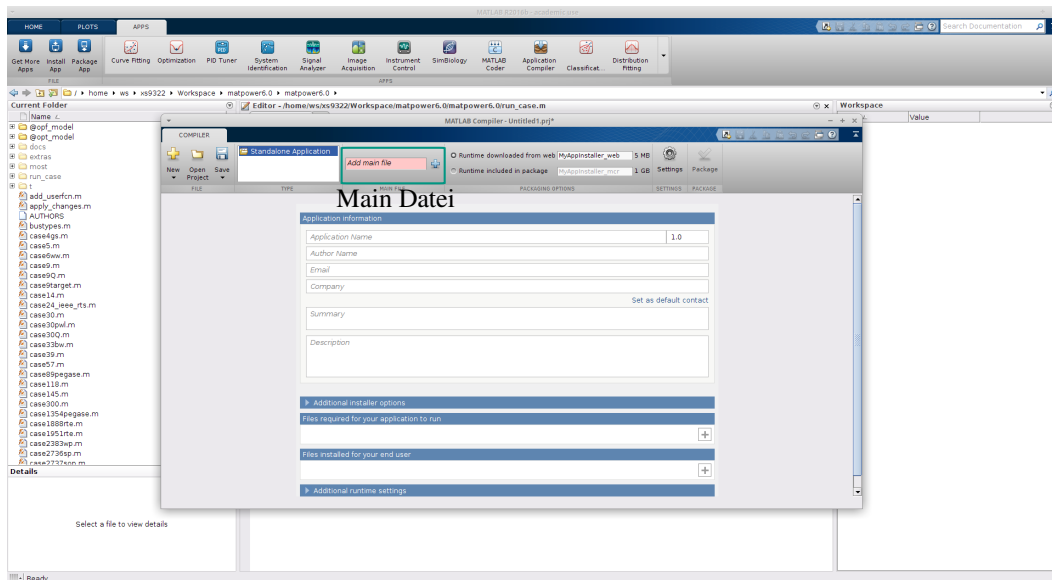 MATLAB R2016b - academic use
HOME PLOTS APPS
Search Documentation
Get More Apps
Install App
Package App
Curve Fitting
Optimization
PID Tuner
System Identification
Signal Analyzer
Image Acquisition
Instrument Control
SimBiology
MATLAB Coder
Application Compiler
Classificat...
Distribution Fitting
FILE APPS
/ home ws xs9322 Workspace matpower6.0 matpower6.0
Current Folder
Editor - /home/ws/xs9322/Workspace/matpower6.0/matpower6.0/run_case.m
Workspace
Name
Value
@opf_model
@opt_model
docs
extras
most
run_case
t
add_userfcn.m
apply_changes.m
AUTHORS
bustypes.m
case4gs.m
case5.m
case6ww.m
case9.m
case9Q.m
case9target.m
case14.m
case24_ieee_rts.m
case30.m
case30pwl.m
case30Q.m
case33bw.m
case39.m
case57.m
case89pegase.m
case118.m
case145.m
case300.m
case1354pegase.m
case1888rte.m
case1951rte.m
case2383wp.m
case2736sp.m
case2737sop.m
Details
Select a file to view details
Ready
MATLAB Compiler - Untitled1.prj*
COMPILER
New
Open Project
Save
Standalone Application
Add main file
Runtime downloaded from web MyAppInstaller_web 5 MB
Runtime included in package MyAppInstaller_mcr 1 GB
Settings
Package
FILE TYPE MAIN FILE PACKAGING OPTIONS SETTINGS PACKAGE
Main Datei
Application information
Application Name 1.0
Author Name
Email
Company
Set as default contact
Summary
Description
Additional installer options
Files required for your application to run
Files installed for your end user
Additional runtime settings